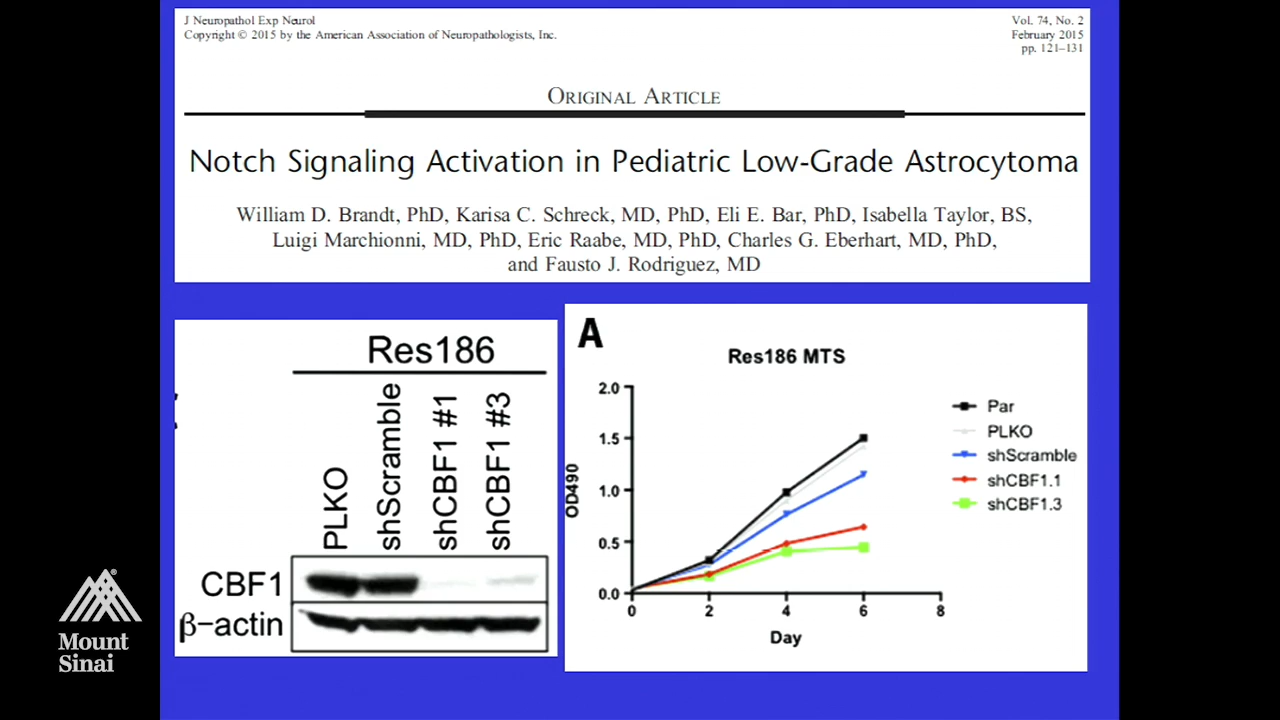 J Neuropathol Exp Neurol
Copyright © 2015 by the American Association of Neuropathologists, Inc.
Vol. 74, No. 2
February 2015
pp. 121–131
ORIGINAL ARTICLE
Notch Signaling Activation in Pediatric Low-Grade Astrocytoma
William D. Brandt, PhD, Karisa C. Schreck, MD, PhD, Eli E. Bar, PhD, Isabella Taylor, BS,
Luigi Marchionni, MD, PhD, Eric Raabe, MD, PhD, Charles G. Eberhart, MD, PhD,
and Fausto J. Rodriguez, MD
Res186
PLKO
shScramble
shCBF1 #1
shCBF1 #3
CBF1
β-actin
A
Res186 MTS
OD490
2.0
1.5
1.0
0.5
0.0
0 2 4 6 8
Day
Par
PLKO
shScramble
shCBF1.1
shCBF1.3
Mount
Sinai